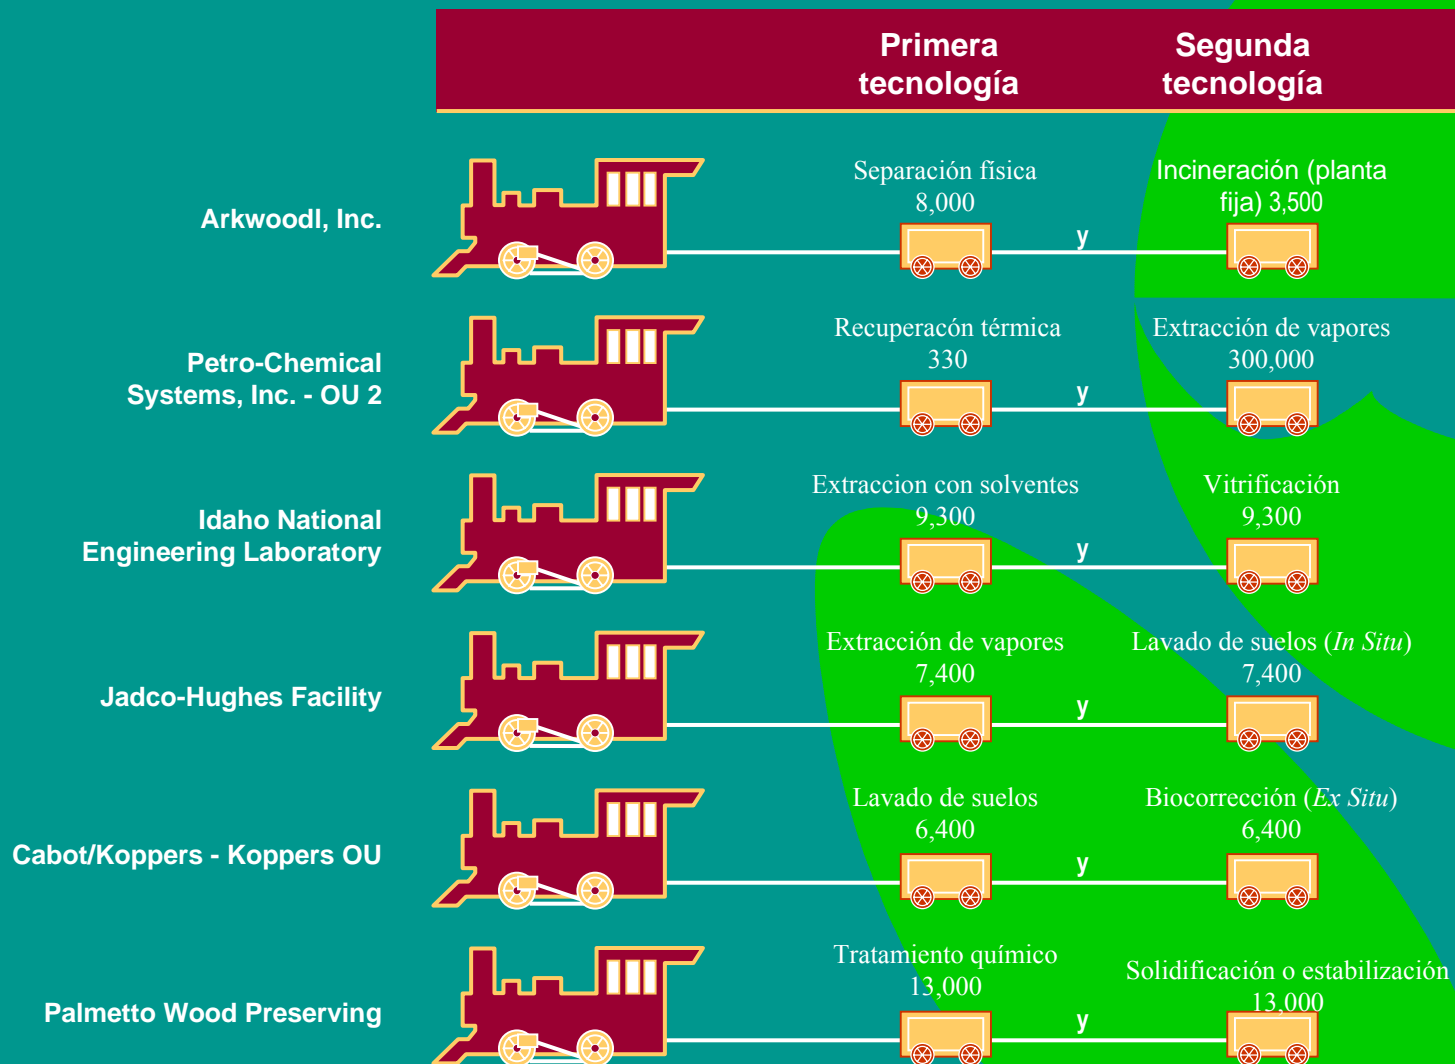 Primera
tecnología
Segunda
tecnología
Arkwoodl, Inc.
Separación física
8,000
y
Incineración (planta
fija) 3,500
Petro-Chemical
Systems, Inc. - OU 2
Recuperacón térmica
330
y
Extracción de vapores
300,000
Idaho National
Engineering Laboratory
Extraccion con solventes
9,300
y
Vitrificación
9,300
Jadco-Hughes Facility
Extracción de vapores
7,400
y
Lavado de suelos (In Situ)
7,400
Cabot/Koppers - Koppers OU
Lavado de suelos
6,400
y
Biocorrección (Ex Situ)
6,400
Palmetto Wood Preserving
Tratamiento químico
13,000
y
Solidificación o estabilización
13,000